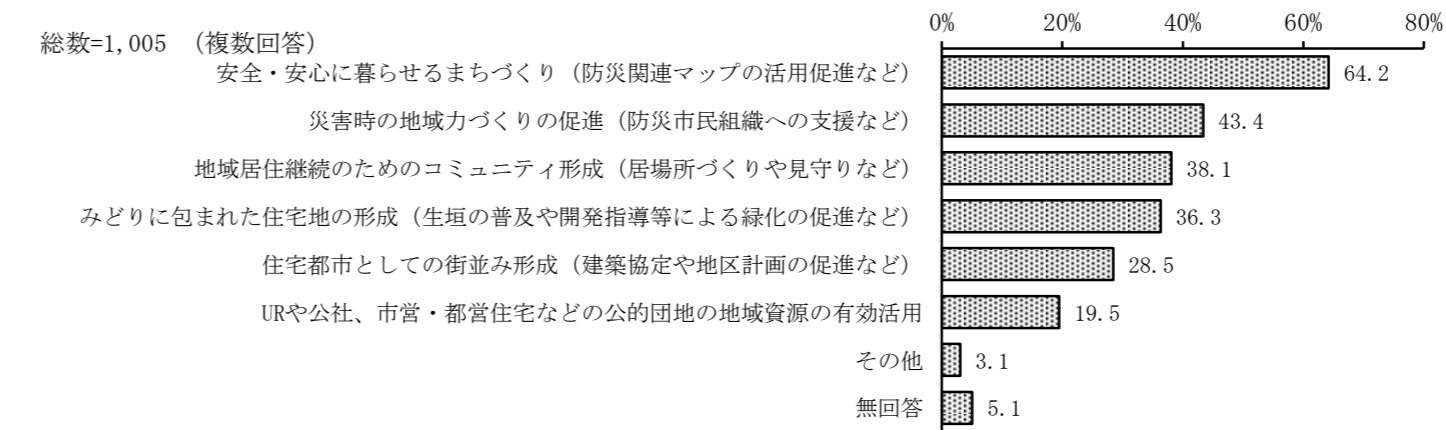 0% 20% 40% 60% 80%
総数=1,005 （複数回答）
安全・安心に暮らせるまちづくり（防災関連マップの活用促進など） 64.2
災害時の地域力づくりの促進（防災市民組織への支援など） 43.4
地域居住継続のためのコミュニティ形成（居場所づくりや見守りなど） 38.1
みどりに包まれた住宅地の形成（生垣の普及や開発指導等による緑化の促進など） 36.3
住宅都市としての街並み形成（建築協定や地区計画の促進など） 28.5
URや公社、市営・都営住宅などの公的団地の地域資源の有効活用 19.5
その他 3.1
無回答 5.1